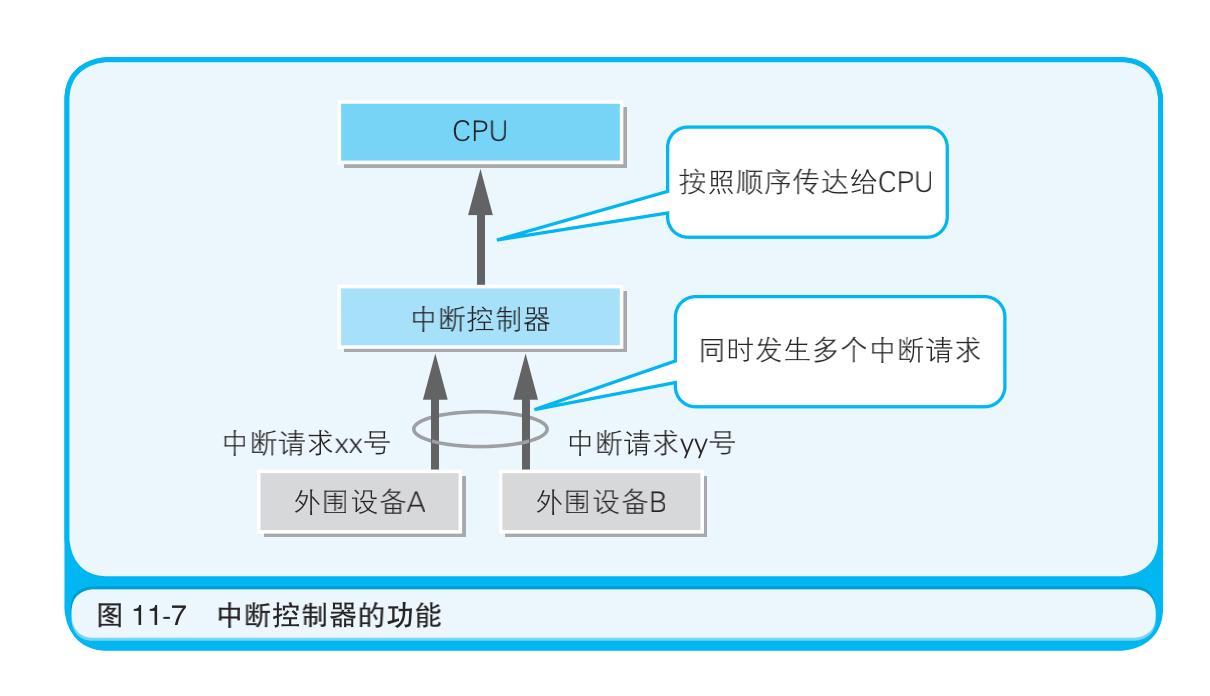 CPU
按照顺序传达给CPU
中断控制器
同时发生多个中断请求
中断请求xx号
中断请求yy号
外围设备A
外围设备B
图 11-7 中断控制器的功能